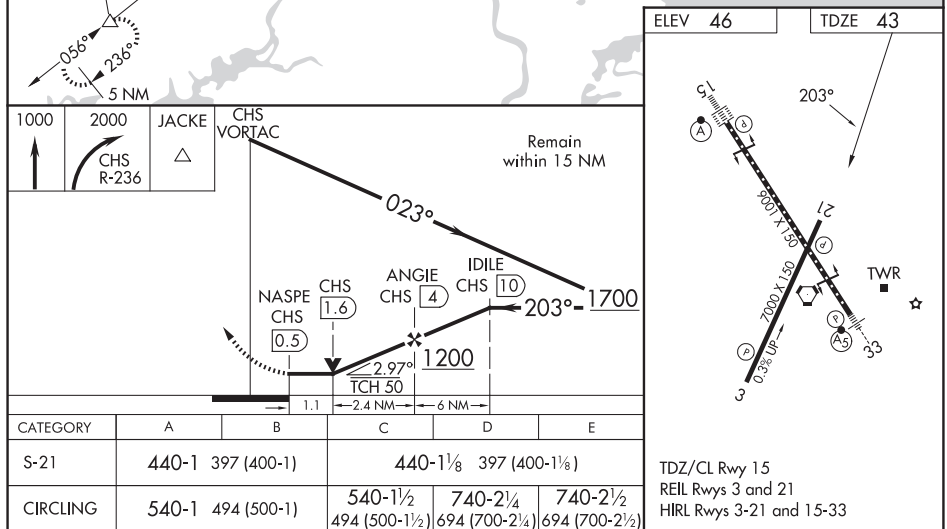 056°
236°
5 NM
1000
2000
CHS
R-236
JACKE
CHS
VORTAC
Remain
within 15 NM
023°
1700
203°
IDILE
CHS 10
ANGIE
CHS 4
1200
CHS
1.6
NASPE
CHS
0.5
2.97°
TCH 50
1.1
2.4 NM
6 NM
CATEGORY A B C D E
S-21 440-1 397 (400-1) 440-1⅛ 397 (400-1⅛)
CIRCLING 540-1 494 (500-1) 540-1½ 494 (500-1½) 740-2¼ 694 (700-2¼) 740-2½ 694 (700-2½)
ELEV 46
TDZE 43
203°
15
A
P
9001 X 150
21
P
7000 X 150
TWR
P
A5
33
P
0.3% UP
3
TDZ/CL Rwy 15
REIL Rwys 3 and 21
HIRL Rwys 3-21 and 15-33